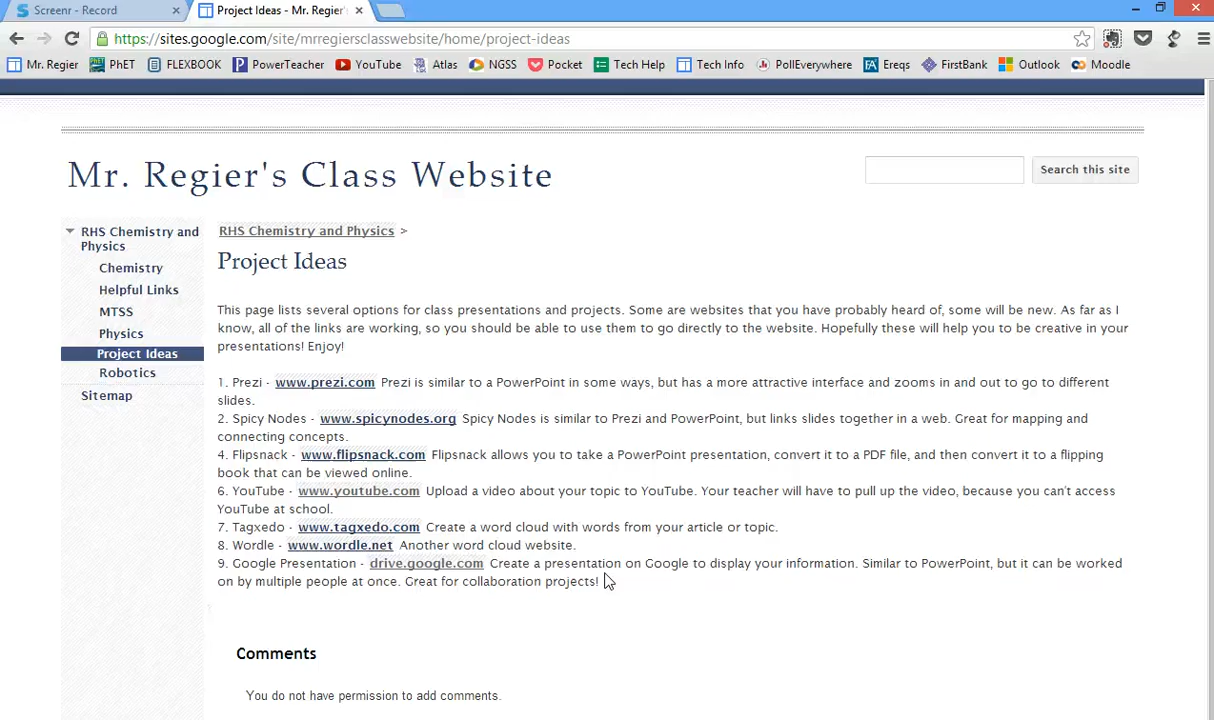 Screenr - Record
Project Ideas - Mr. Regier'
https://sites.google.com/site/mrregiersclasswebsite/home/project-ideas
Mr. Regier PhET FLEXBOOK PowerTeacher YouTube Atlas NGSS Pocket Tech Help Tech Info PollEverywhere Ereqs FirstBank Outlook Moodle
Mr. Regier's Class Website
Search this site
RHS Chemistry and
Physics
Chemistry
Helpful Links
MTSS
Physics
Project Ideas
Robotics
Sitemap
RHS Chemistry and Physics >
Project Ideas
This page lists several options for class presentations and projects. Some are websites that you have probably heard of, some will be new. As far as I
know, all of the links are working, so you should be able to use them to go directly to the website. Hopefully these will help you to be creative in your
presentations! Enjoy!
1. Prezi - www.prezi.com Prezi is similar to a PowerPoint in some ways, but has a more attractive interface and zooms in and out to go to different
slides.
2. Spicy Nodes - www.spicynodes.org Spicy Nodes is similar to Prezi and PowerPoint, but links slides together in a web. Great for mapping and
connecting concepts.
4. Flipsnack - www.flipsnack.com Flipsnack allows you to take a PowerPoint presentation, convert it to a PDF file, and then convert it to a flipping
book that can be viewed online.
6. YouTube - www.youtube.com Upload a video about your topic to YouTube. Your teacher will have to pull up the video, because you can't access
YouTube at school.
7. Tagxedo - www.tagxedo.com Create a word cloud with words from your article or topic.
8. Wordle - www.wordle.net Another word cloud website.
9. Google Presentation - drive.google.com Create a presentation on Google to display your information. Similar to PowerPoint, but it can be worked
on by multiple people at once. Great for collaboration projects!
Comments
You do not have permission to add comments.